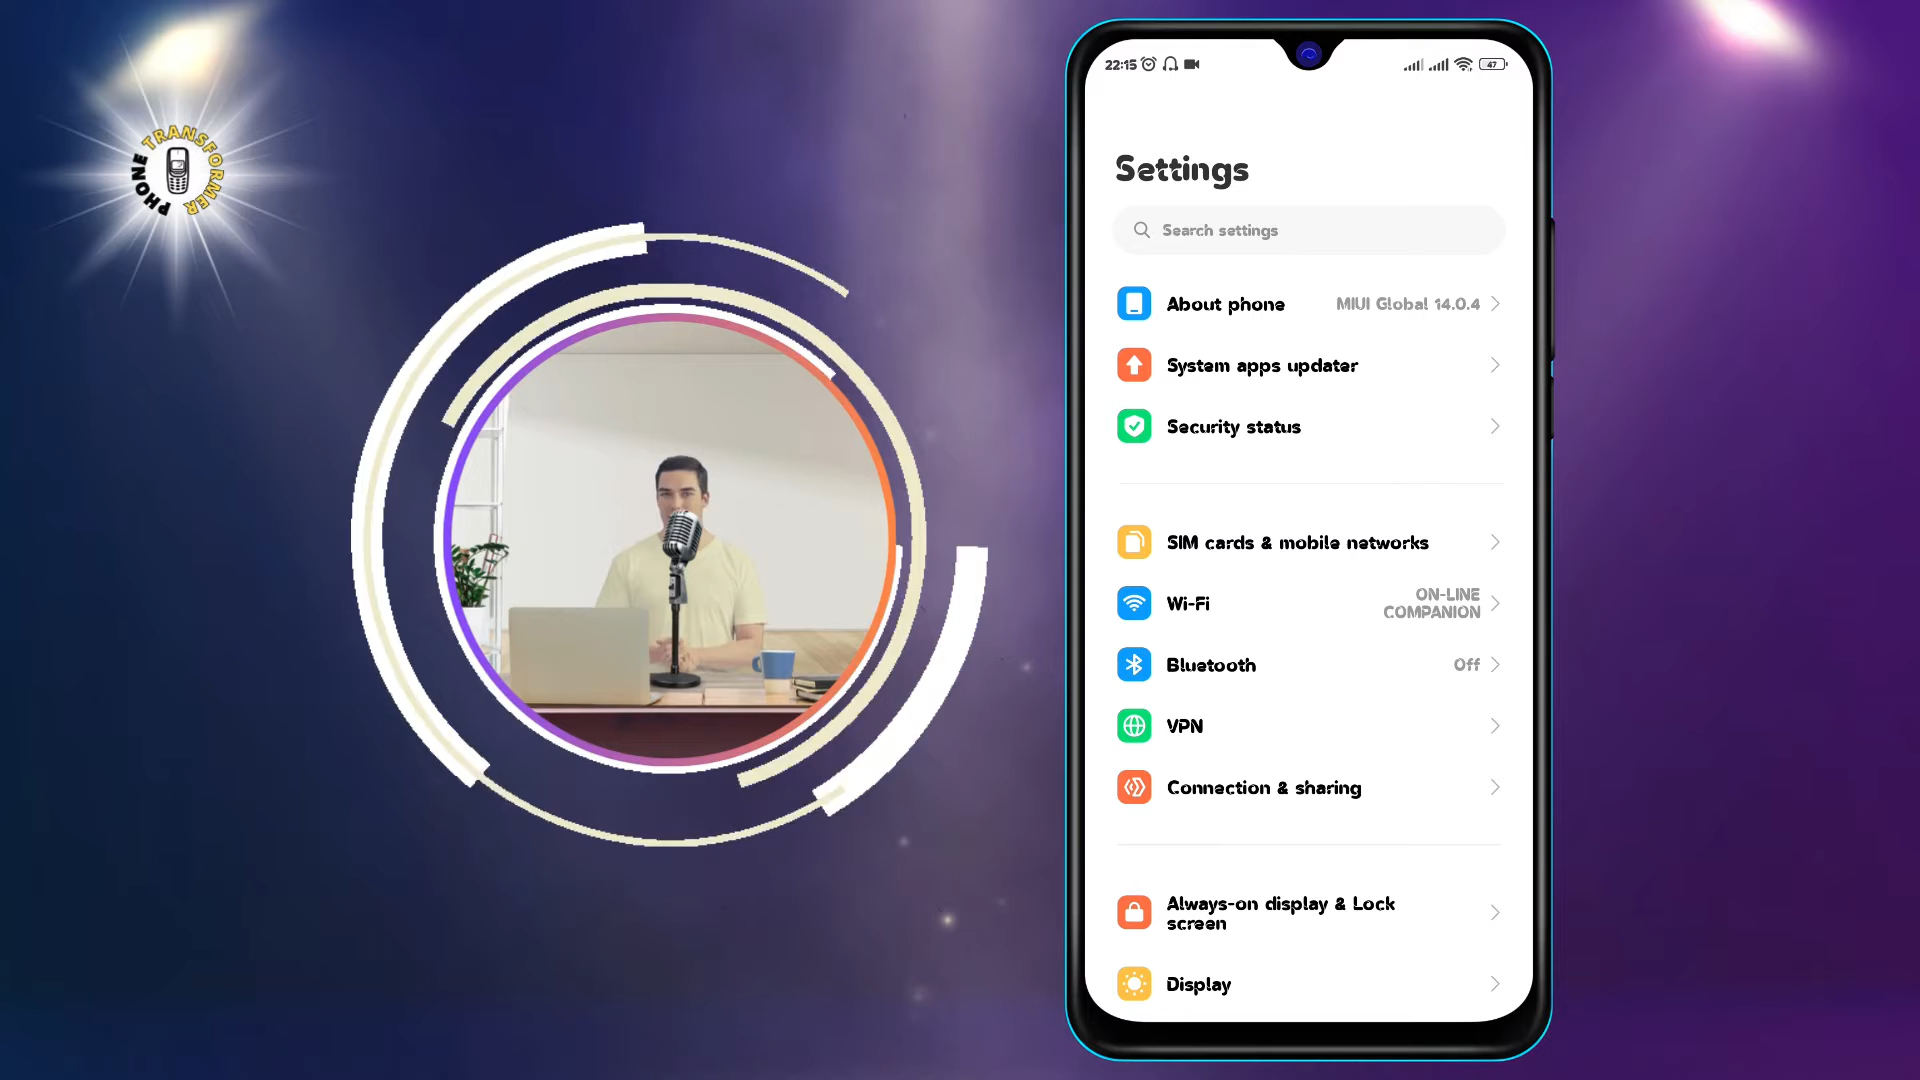 PHONE TRANSFORMER
22:15
47
Settings
Search settings
About phone MIUI Global 14.0.4
System apps updater
Security status
SIM cards & mobile networks
Wi-Fi ON-LINE
COMPANION
Bluetooth Off
VPN
Connection & sharing
Always-on display & Lock
screen
Display